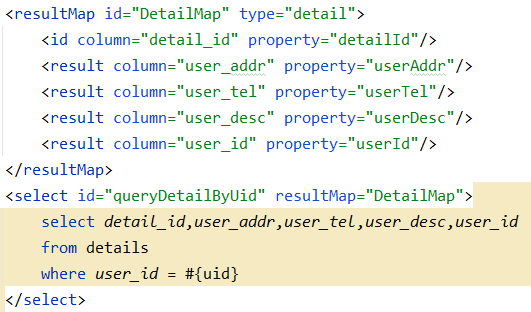 <resultMap id="DetailMap" type="detail">
    <id column="detail_id" property="detailId"/>
    <result column="user_addr" property="userAddr"/>
    <result column="user_tel" property="userTel"/>
    <result column="user_desc" property="userDesc"/>
    <result column="user_id" property="userId"/>
</resultMap>
<select id="queryDetailByUid" resultMap="DetailMap">
    select detail_id,user_addr,user_tel,user_desc,user_id
    from details
    where user_id = #{uid}
</select>